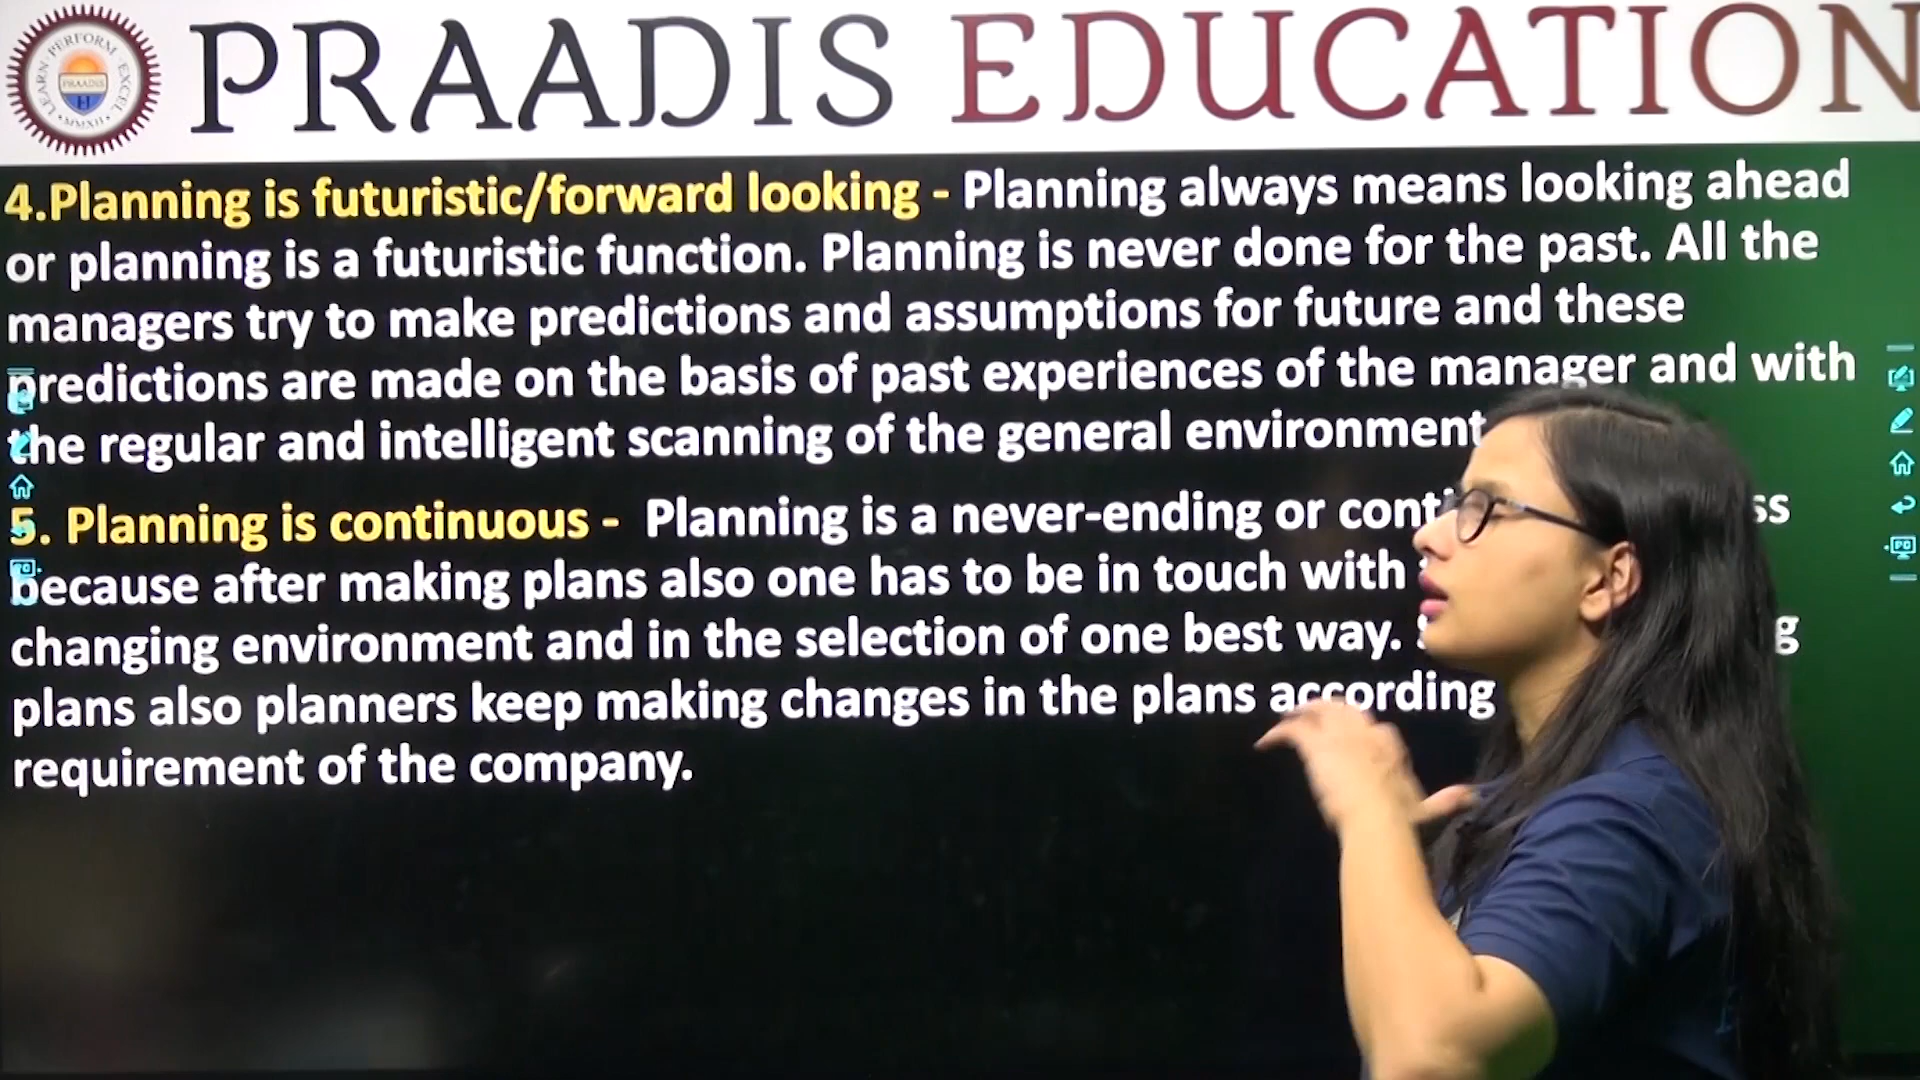 PRAADIS EDUCATION
LEARN · PERFORM · EXCEL
PRAADIS
MMXII
4.Planning is futuristic/forward looking - Planning always means looking ahead
or planning is a futuristic function. Planning is never done for the past. All the
managers try to make predictions and assumptions for future and these
predictions are made on the basis of past experiences of the manager and with
the regular and intelligent scanning of the general environment
5. Planning is continuous - Planning is a never-ending or
because after making plans also one has to be in touch with
changing environment and in the selection of one best way.
plans also planners keep making changes in the plans according
requirement of the company.